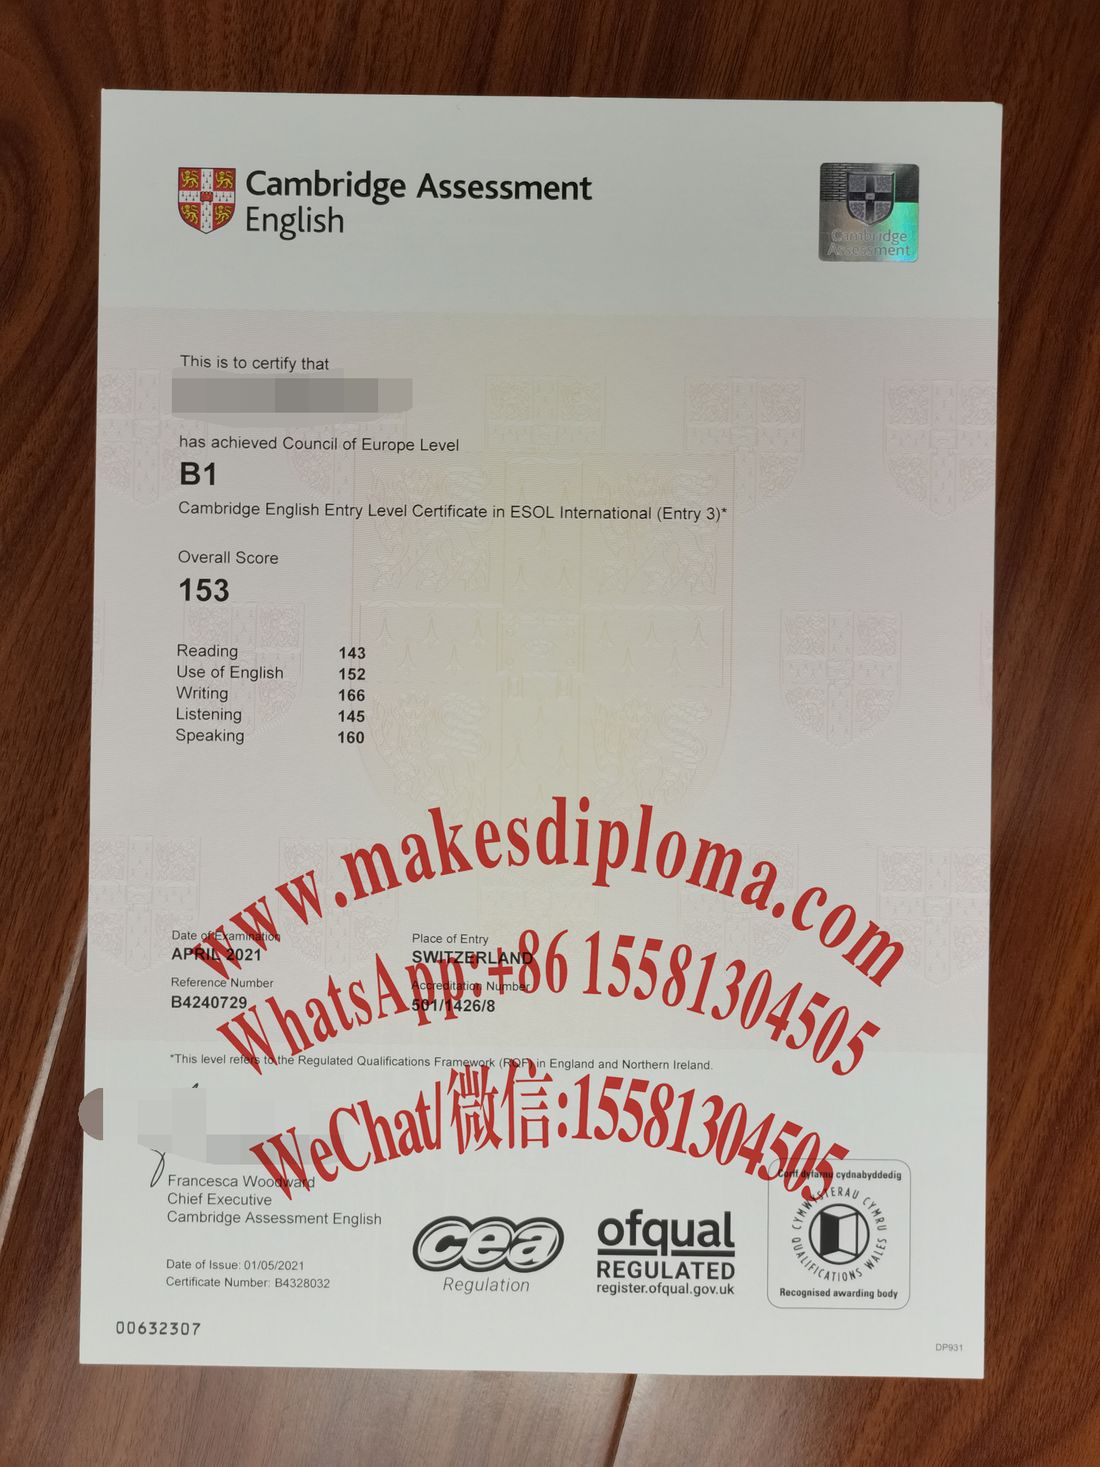 Cambridge Assessment
English
Cambridge
Assessment
This is to certify that
has achieved Council of Europe Level
B1
Cambridge English Entry Level Certificate in ESOL International (Entry 3)*
Overall Score
153
Reading 143
Use of English 152
Writing 166
Listening 145
Speaking 160
www.makesdiploma.com
Date of Examination
APRIL 2021
Place of Entry
SWITZERLAND
WhatsApp:+86 15581304505
Reference Number
B4240729
Accreditation Number
501/1426/8
*This level refers to the Regulated Qualifications Framework (RQF) in England and Northern Ireland.
WeChat/微信:15581304505
Francesca Woodward
Chief Executive
Cambridge Assessment English
Date of Issue: 01/05/2021
Certificate Number: B4328032
cea
Regulation
ofqual
REGULATED
register.ofqual.gov.uk
Corff dyfarnu cydnabyddedig
CYMWYSTERAU CYMRU
QUALIFICATIONS WALES
Recognised awarding body
00632307
DP931